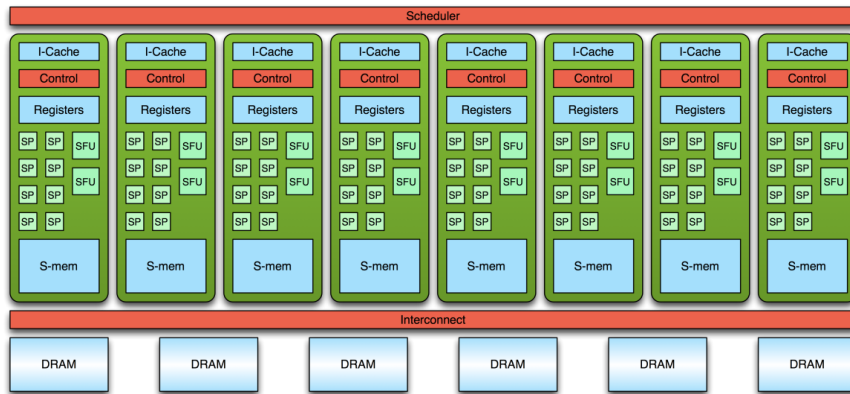 Scheduler
I-Cache I-Cache I-Cache I-Cache I-Cache I-Cache I-Cache I-Cache
Control Control Control Control Control Control Control Control
Registers Registers Registers Registers Registers Registers Registers Registers
SP SP SFU SP SP SFU SP SP SFU SP SP SFU SP SP SFU SP SP SFU SP SP SFU SP SP SFU
SP SP SP SP SP SP SP SP SP SP SP SP SP SP SP SP
SFU SFU SFU SFU SFU SFU SFU SFU
SP SP SP SP SP SP SP SP SP SP SP SP SP SP SP SP
SP SP SP SP SP SP SP SP SP SP SP SP SP SP SP SP
S-mem S-mem S-mem S-mem S-mem S-mem S-mem S-mem
Interconnect
DRAM DRAM DRAM DRAM DRAM DRAM